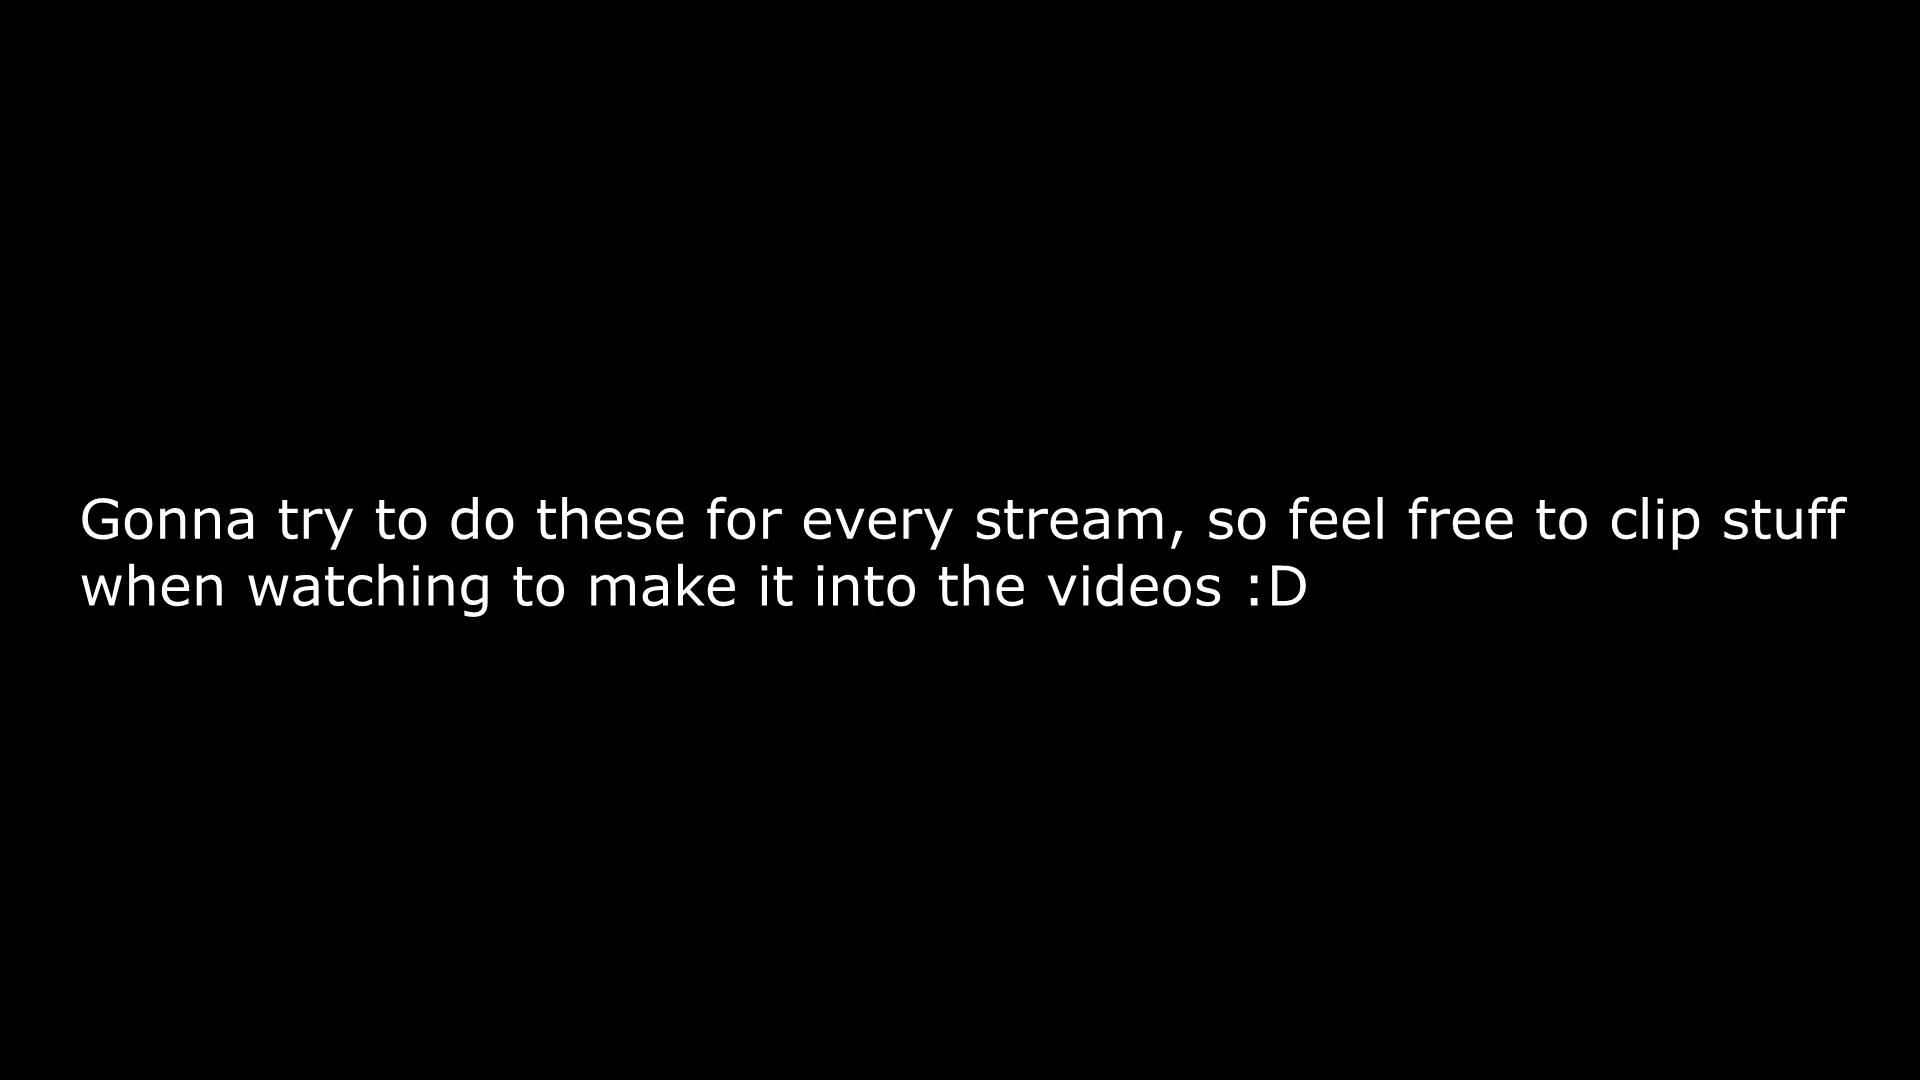 Gonna try to do these for every stream, so feel free to clip stuff
when watching to make it into the videos :D